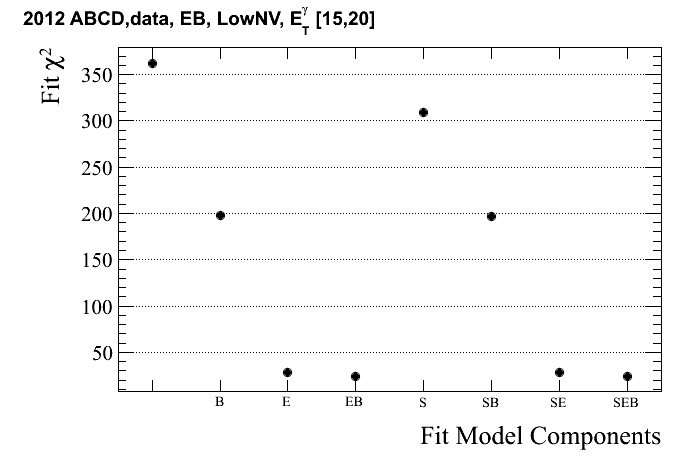 2012 ABCD,data, EB, LowNV, E_T^γ [15,20]
Fit χ²
350
300
250
200
150
100
50
B E EB S SB SE SEB
Fit Model Components